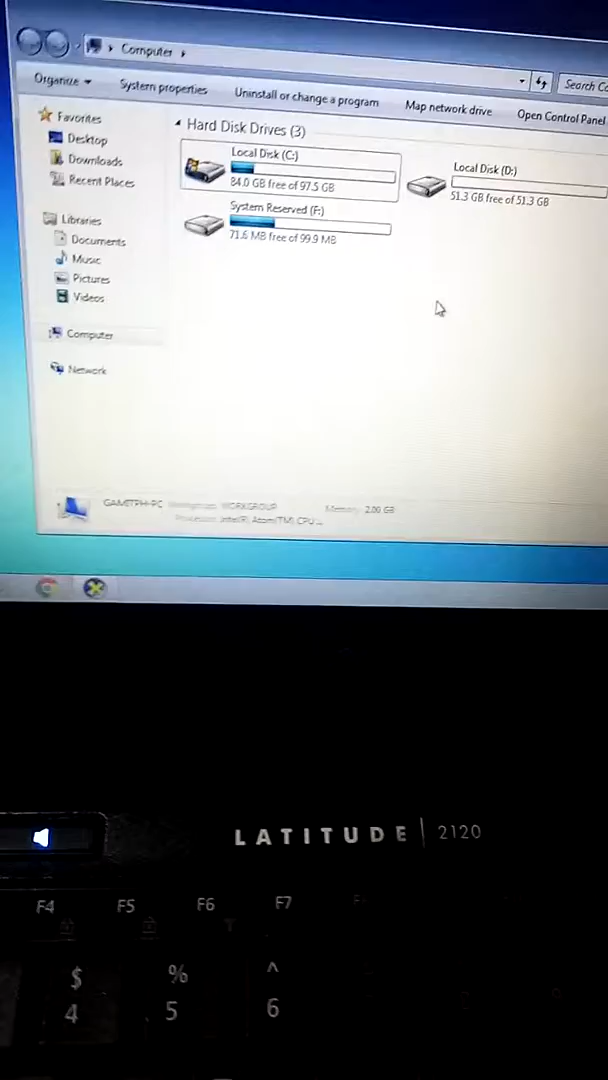 Computer
Search Co
Organize
System properties
Uninstall or change a program
Map network drive
Open Control Panel
Favorites
Desktop
Downloads
Recent Places
Libraries
Documents
Music
Pictures
Videos
Computer
Network
Hard Disk Drives (3)
Local Disk (C:)
84.0 GB free of 97.5 GB
Local Disk (D:)
51.3 GB free of 51.3 GB
System Reserved (F:)
71.6 MB free of 99.9 MB
WORKGROUP
Memory: 2.00 GB
Processor: Intel(R) Atom(TM) CPU ...
LATITUDE | 2120
F4 F5 F6 F7
$ % ^
4 5 6